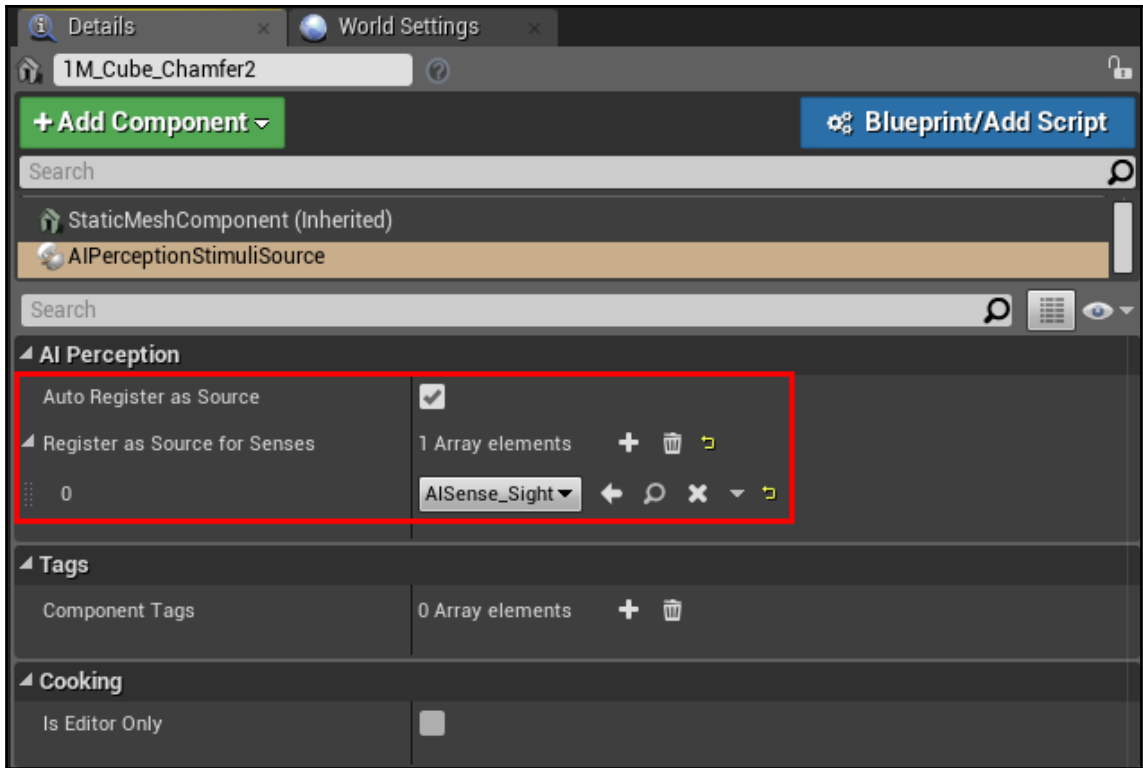 Details
World Settings
1M_Cube_Chamfer2
+Add Component
Blueprint/Add Script
Search
StaticMeshComponent (Inherited)
AIPerceptionStimuliSource
Search
AI Perception
Auto Register as Source
Register as Source for Senses 1 Array elements
0 AISense_Sight
Tags
Component Tags 0 Array elements
Cooking
Is Editor Only